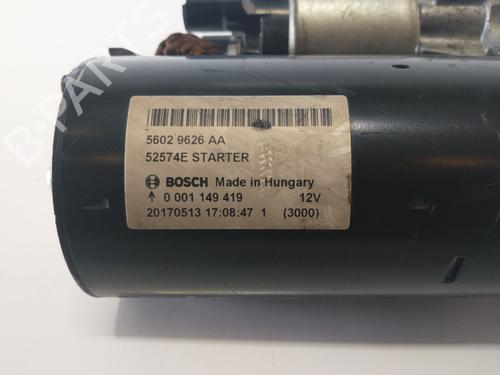 5602 9626 AA
52574E STARTER
BOSCH Made in Hungary
↑ 0 001 149 419 12V
20170513 17:08:47 1 (3000)
B-PARTS